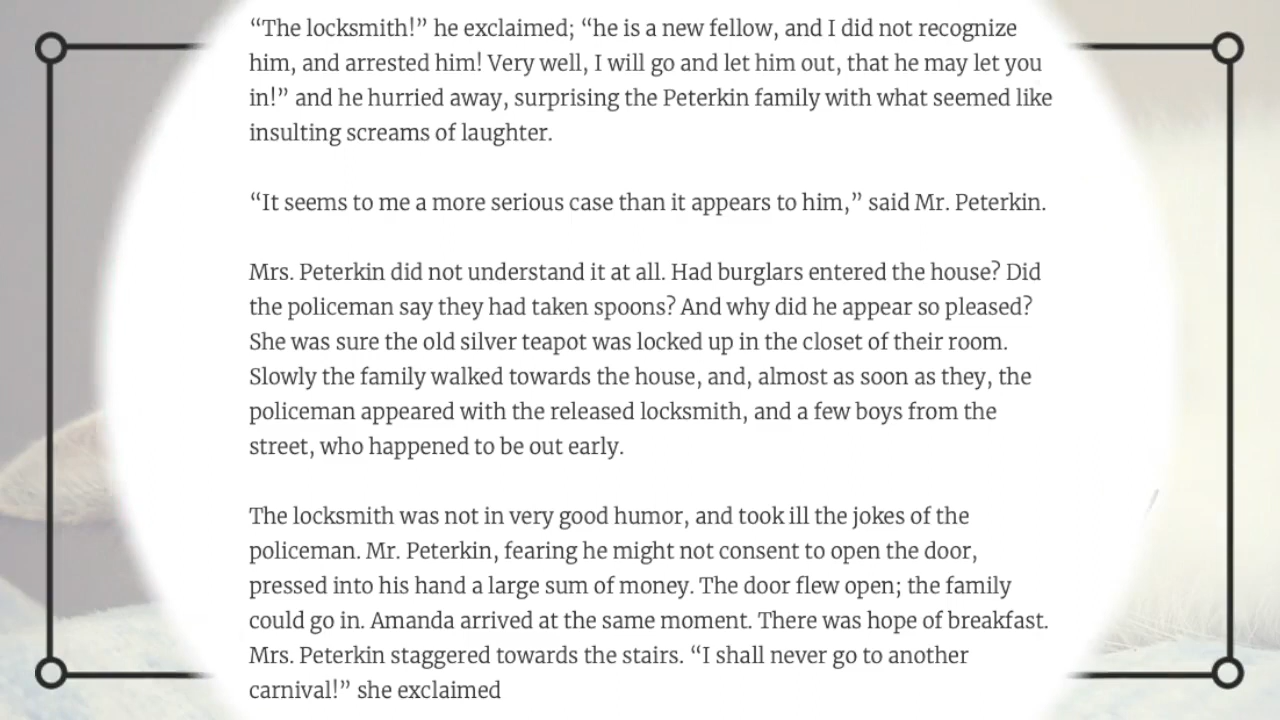 “The locksmith!” he exclaimed; “he is a new fellow, and I did not recognize
him, and arrested him! Very well, I will go and let him out, that he may let you
in!” and he hurried away, surprising the Peterkin family with what seemed like
insulting screams of laughter.
“It seems to me a more serious case than it appears to him,” said Mr. Peterkin.
Mrs. Peterkin did not understand it at all. Had burglars entered the house? Did
the policeman say they had taken spoons? And why did he appear so pleased?
She was sure the old silver teapot was locked up in the closet of their room.
Slowly the family walked towards the house, and, almost as soon as they, the
policeman appeared with the released locksmith, and a few boys from the
street, who happened to be out early.
The locksmith was not in very good humor, and took ill the jokes of the
policeman. Mr. Peterkin, fearing he might not consent to open the door,
pressed into his hand a large sum of money. The door flew open; the family
could go in. Amanda arrived at the same moment. There was hope of breakfast.
Mrs. Peterkin staggered towards the stairs. “I shall never go to another
carnival!” she exclaimed